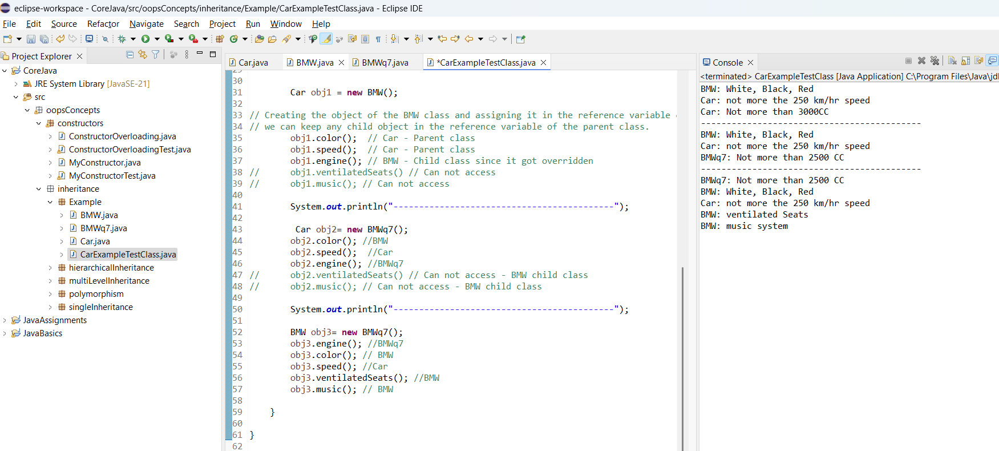 eclipse-workspace - CoreJava/src/oopsConcepts/inheritance/Example/CarExampleTestClass.java - Eclipse IDE
File Edit Source Refactor Navigate Search Project Run Window Help
Project Explorer
CoreJava
JRE System Library [JavaSE-21]
src
oopsConcepts
constructors
ConstructorOverloading.java
ConstructorOverloadingTest.java
MyConstructor.java
MyConstructorTest.java
inheritance
Example
BMW.java
BMWq7.java
Car.java
CarExampleTestClass.java
hierarchicalInheritance
multiLevelInheritance
polymorphism
singleInheritance
JavaAssignments
JavaBasics
Car.java BMW.java BMWq7.java *CarExampleTestClass.java
29
30
31 Car obj1 = new BMW();
32
33 // Creating the object of the BMW class and assigning it in the reference variable
34 // we can keep any child object in the reference variable of the parent class.
35 obj1.color(); // Car - Parent class
36 obj1.speed(); // Car - Parent class
37 obj1.engine(); // BMW - Child class since it got overridden
38 // obj1.ventilatedSeats() // Can not access
39 // obj1.music(); // Can not access
40
41 System.out.println("-------------------------------------------");
42
43 Car obj2= new BMWq7();
44 obj2.color(); //BMW
45 obj2.speed(); //Car
46 obj2.engine(); //BMWq7
47 // obj2.ventilatedSeats() // Can not access - BMW child class
48 // obj2.music(); // Can not access - BMW child class
49
50 System.out.println("-------------------------------------------");
51
52 BMW obj3= new BMWq7();
53 obj3.engine(); //BMWq7
54 obj3.color(); // BMW
55 obj3.speed(); //Car
56 obj3.ventilatedSeats(); //BMW
57 obj3.music(); // BMW
58
59 }
60
61 }
62
Console
<terminated> CarExampleTestClass [Java Application] C:\Program Files\Java\jd
BMW: White, Black, Red
Car: not more the 250 km/hr speed
Car: Not more than 3000CC
-------------------------------------------
BMW: White, Black, Red
Car: not more the 250 km/hr speed
BMWq7: Not more than 2500 CC
-------------------------------------------
BMWq7: Not more than 2500 CC
BMW: White, Black, Red
Car: not more the 250 km/hr speed
BMW: ventilated Seats
BMW: music system